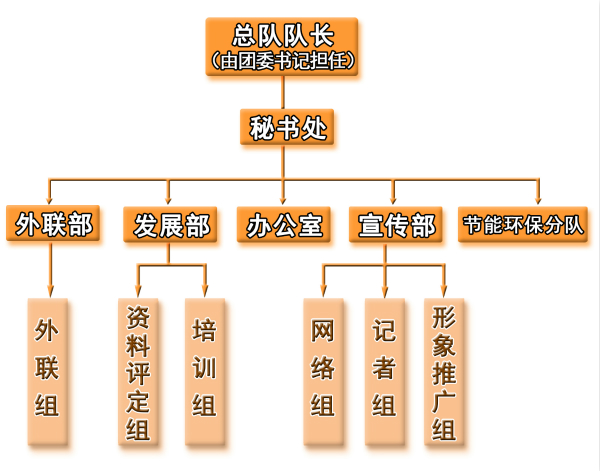 总队队长
（由团委书记担任）
秘书处
外联部
发展部
办公室
宣传部
节能环保分队
外联组
资料评定组
培训组
网络组
记者组
形象推广组